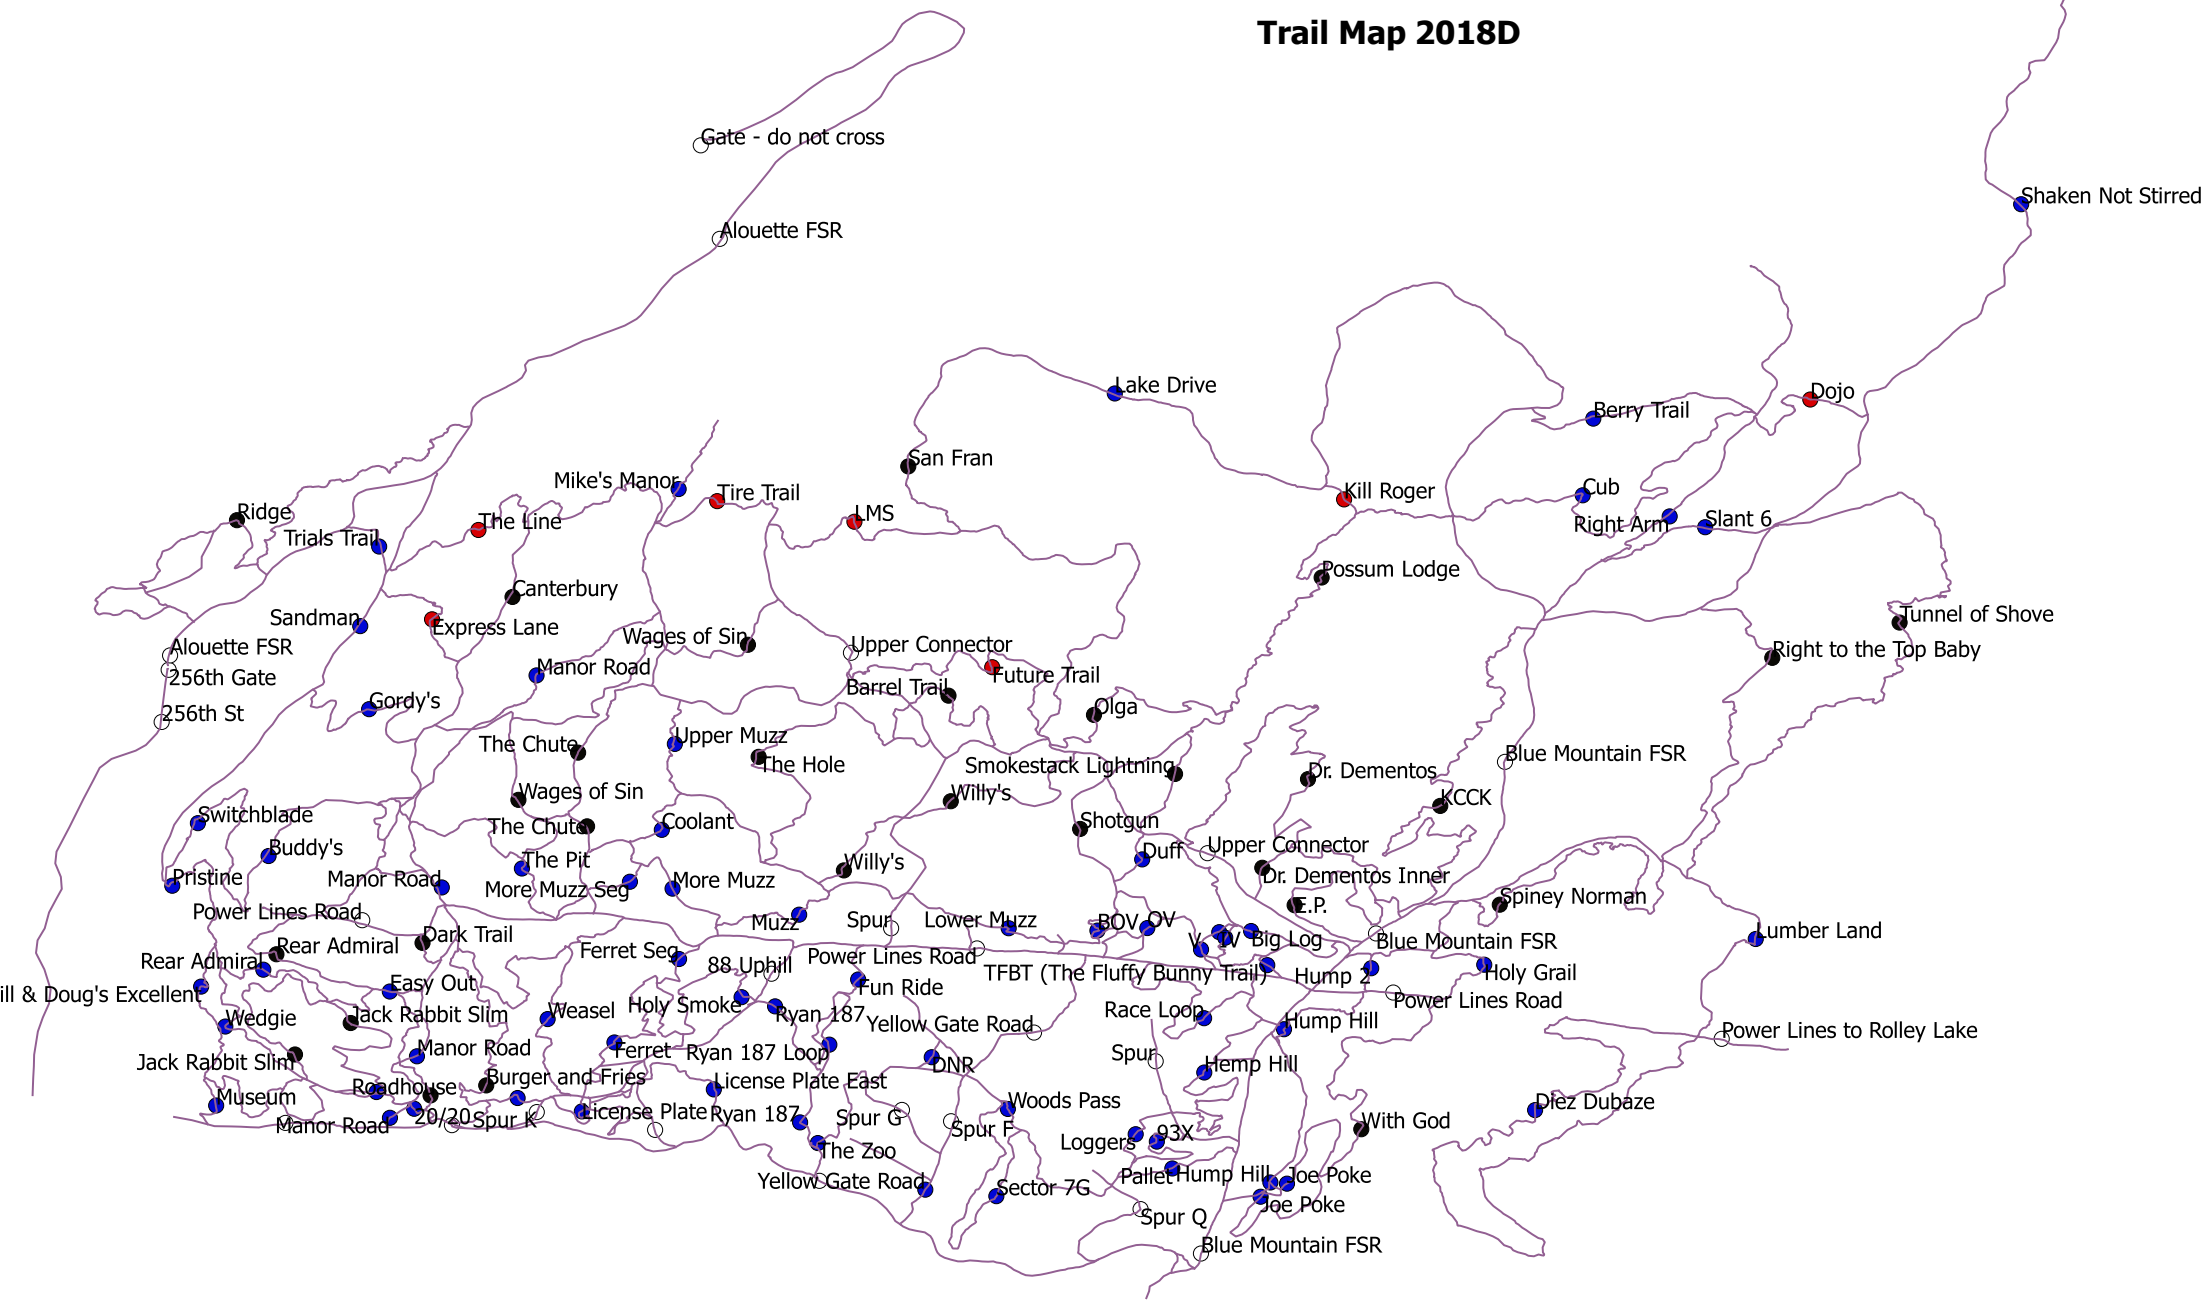 Trail Map 2018D
Gate - do not cross
Shaken Not Stirred
Alouette FSR
Lake Drive
Dojo
Berry Trail
San Fran
Mike's Manor
Tire Trail
Kill Roger
Cub
Ridge
The Line
LMS
Right Arm
Slant 6
Trials Trail
Possum Lodge
Canterbury
Sandman
Express Lane
Tunnel of Shove
Wages of Sin
Upper Connector
Alouette FSR
Right to the Top Baby
256th Gate
Manor Road
Future Trail
Barrel Trail
Gordy's
256th St
Olga
The Chute
Upper Muzz
Blue Mountain FSR
The Hole
Smokestack Lightning
Dr. Dementos
Wages of Sin
Willy's
KCCK
Switchblade
The Chute
Coolant
Shotgun
Buddy's
Upper Connector
The Pit
Willy's
Duff
Pristine
Manor Road
More Muzz Seg
More Muzz
Dr. Dementos Inner
Spiney Norman
Power Lines Road
Muzz
Spur
Lower Muzz
BOV
OV
E.P.
Dark Trail
Lumber Land
Rear Admiral
Ferret Seg
Power Lines Road
V
IV
Big Log
Blue Mountain FSR
Rear Admiral
88 Uphill
TFBT (The Fluffy Bunny Trail)
Hump 2
Holy Grail
Easy Out
Fun Ride
ill & Doug's Excellent
Holy Smoke
Power Lines Road
Wedgie
Jack Rabbit Slim
Weasel
Ryan 187
Race Loop
Yellow Gate Road
Hump Hill
Power Lines to Rolley Lake
Jack Rabbit Slim
Manor Road
Ferret
Ryan 187 Loop
DNR
Spur
Hemp Hill
Museum
Roadhouse
Burger and Fries
License Plate East
Woods Pass
Diez Dubaze
Manor Road
20/20
Spur K
License Plate
Ryan 187
Spur G
Spur F
Loggers
93X
With God
The Zoo
Yellow Gate Road
Sector 7G
Pallet
Hump Hill
Joe Poke
Joe Poke
Spur Q
Blue Mountain FSR